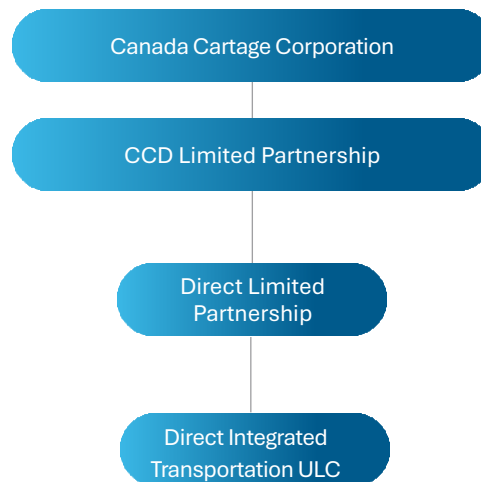 Canada Cartage Corporation
CCD Limited Partnership
Direct Limited
Partnership
Direct Integrated
Transportation ULC